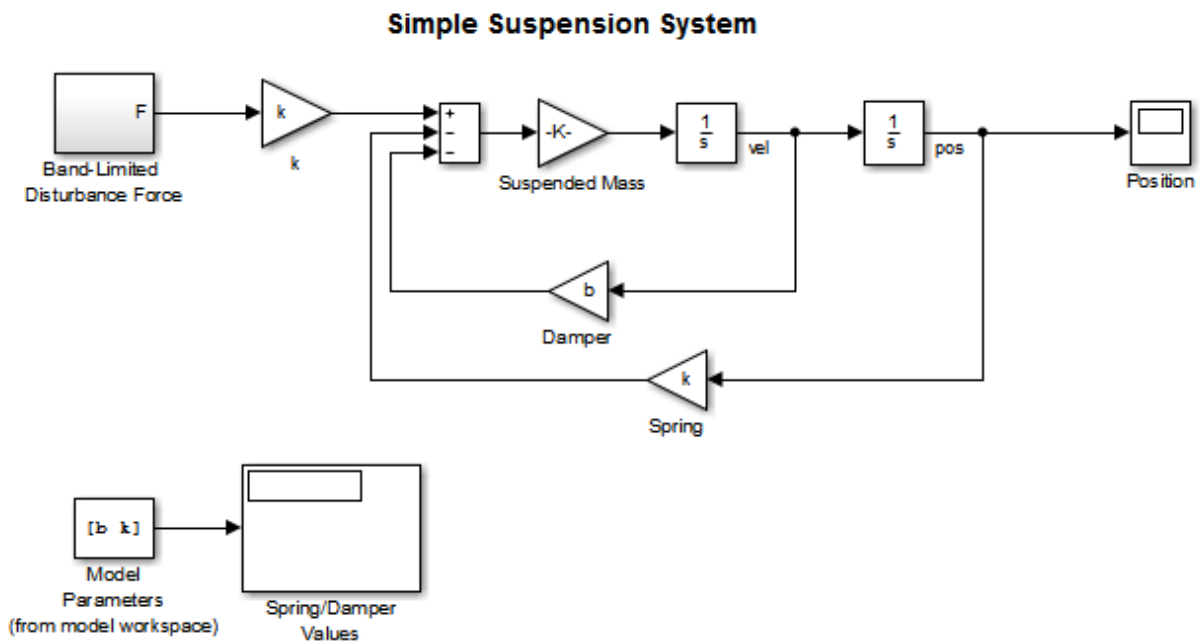 Simple Suspension System
F
Band-Limited
Disturbance Force
k
k
+
−
−
-K-
Suspended Mass
1
s
vel
1
s
pos
Position
b
Damper
k
Spring
[b k]
Model
Parameters
(from model workspace)
Spring/Damper
Values